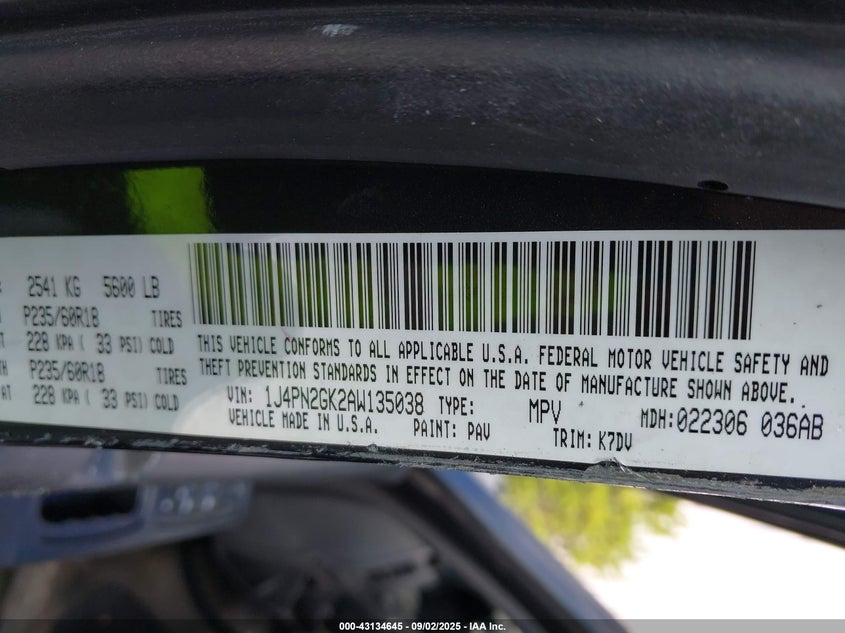 2541 KG 5600 LB
P235/60R18 TIRES
228 KPA ( 33 PSI) COLD
P235/60R18 TIRES
AT 228 KPA ( 33 PSI) COLD
THIS VEHICLE CONFORMS TO ALL APPLICABLE U.S.A. FEDERAL MOTOR VEHICLE SAFETY AND
THEFT PREVENTION STANDARDS IN EFFECT ON THE DATE OF MANUFACTURE SHOWN ABOVE.
VIN: 1J4PN2GK2AW135038 TYPE: MPV MDH:022306 036AB
VEHICLE MADE IN U.S.A. PAINT: PAV TRIM: K7DV
000-43134645 - 09/02/2025 - IAA Inc.